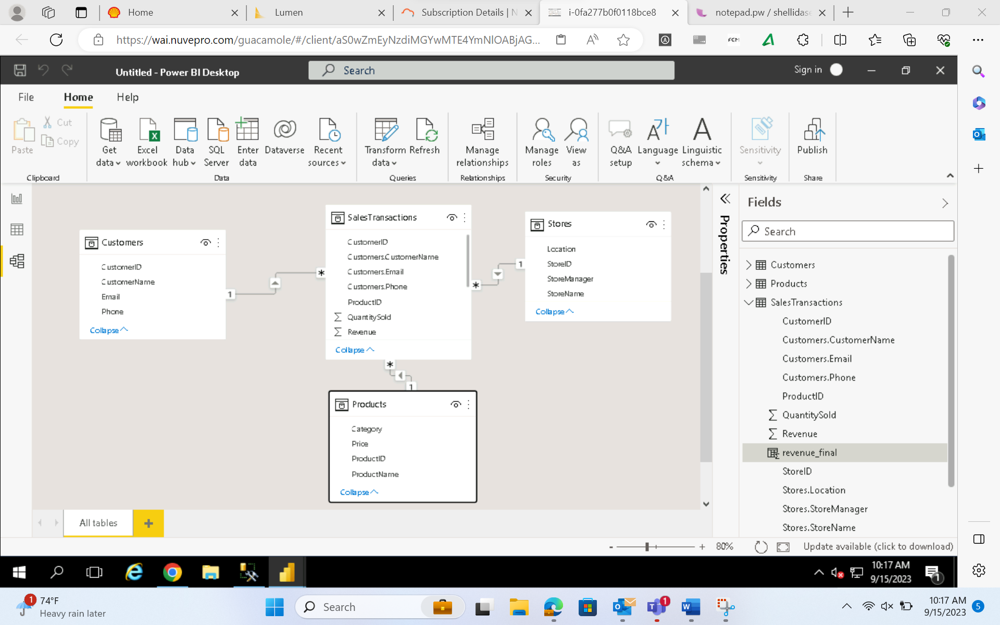 Home
Lumen
Subscription Details | N
i-0fa277b0f0118bce8
notepad.pw / shellidase
https://wai.nuvepro.com/guacamole/#/client/aS0wZmEyNzdiMGYwMTE4YmNlOABjAG...
FCM
Untitled - Power BI Desktop
Search
Sign in
File
Home
Help
Paste
Cut
Copy
Get data
Excel workbook
Data hub
SQL Server
Enter data
Dataverse
Recent sources
Transform data
Refresh
Manage relationships
Manage roles
View as
Q&A setup
Language
Linguistic schema
Sensitivity
Publish
Clipboard
Data
Queries
Relationships
Security
Q&A
Sensitivity
Share
Customers
CustomerID
CustomerName
Email
Phone
Collapse
1
*
SalesTransactions
CustomerID
Customers.CustomerName
Customers.Email
Customers.Phone
ProductID
QuantitySold
Revenue
Collapse
*
1
Stores
Location
StoreID
StoreManager
StoreName
Collapse
*
1
Products
Category
Price
ProductID
ProductName
Collapse
Properties
Fields
Search
Customers
Products
SalesTransactions
CustomerID
Customers.CustomerName
Customers.Email
Customers.Phone
ProductID
QuantitySold
Revenue
revenue_final
StoreID
Stores.Location
Stores.StoreManager
Stores.StoreName
All tables
- + 80%
Update available (click to download)
10:17 AM
9/15/2023
1
1
74°F
Heavy rain later
Search
1
10:17 AM
9/15/2023
5